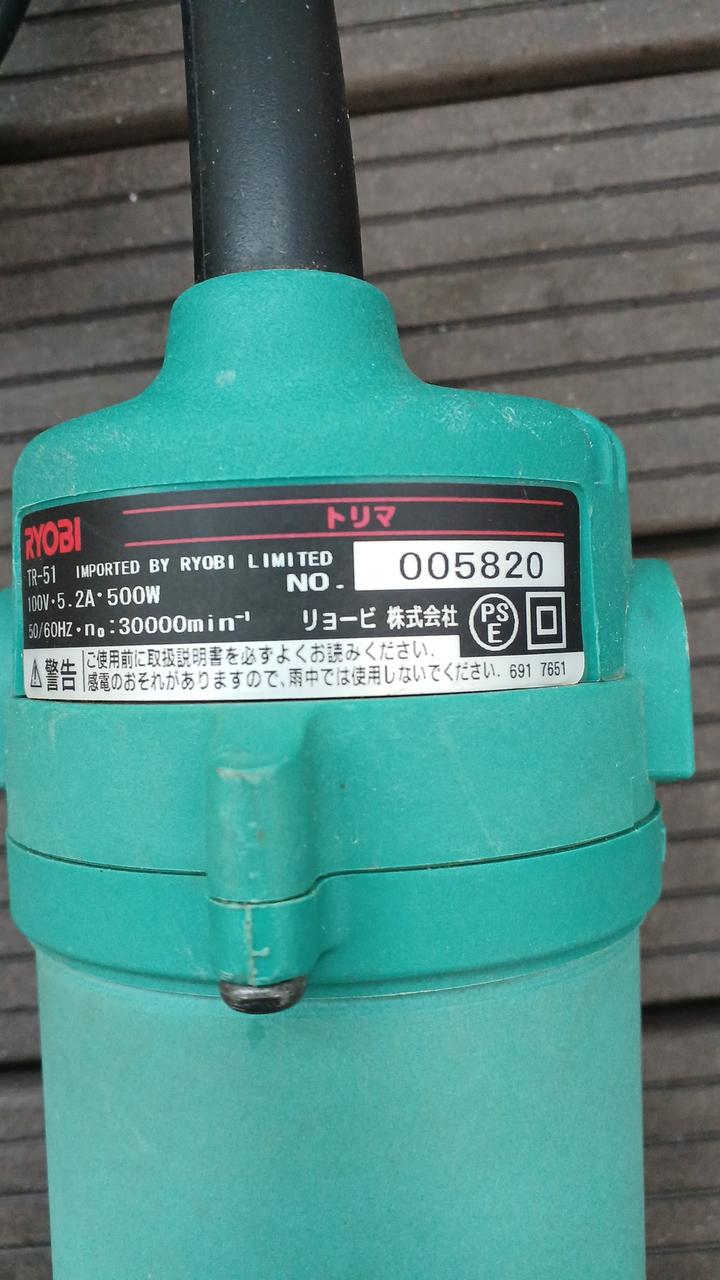 トリマ
RYOBI
TR-51 IMPORTED BY RYOBI LIMITED
NO. 005820
100V・5.2A・500W
50/60HZ・n₀:30000min⁻¹
リョービ 株式会社 PSE
警告 ご使用前に取扱説明書を必ずよくお読みください.
感電のおそれがありますので、雨中では使用しないでください. 691 7651